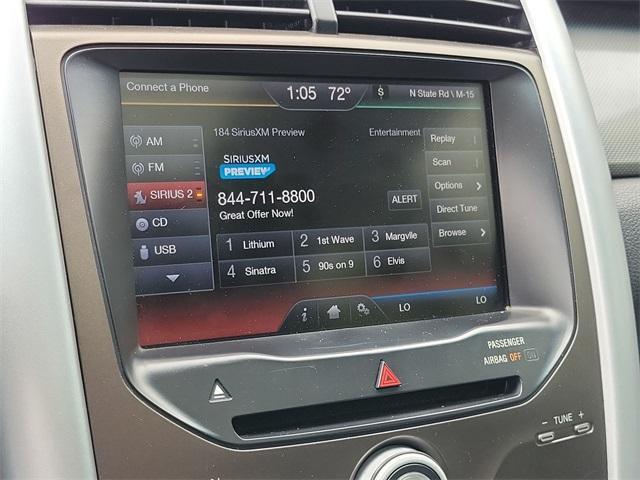 Connect a Phone 1:05 72° $ N State Rd \ M-15
184 SiriusXM Preview Entertainment
AM
FM
SIRIUS 2
CD
USB
SIRIUSXM
PREVIEW
844-711-8800
Great Offer Now!
ALERT
Replay
Scan
Options
Direct Tune
Browse
1 Lithium 2 1st Wave 3 Margvlle
4 Sinatra 5 90s on 9 6 Elvis
i LO LO
PASSENGER
AIRBAG OFF ON
- TUNE +